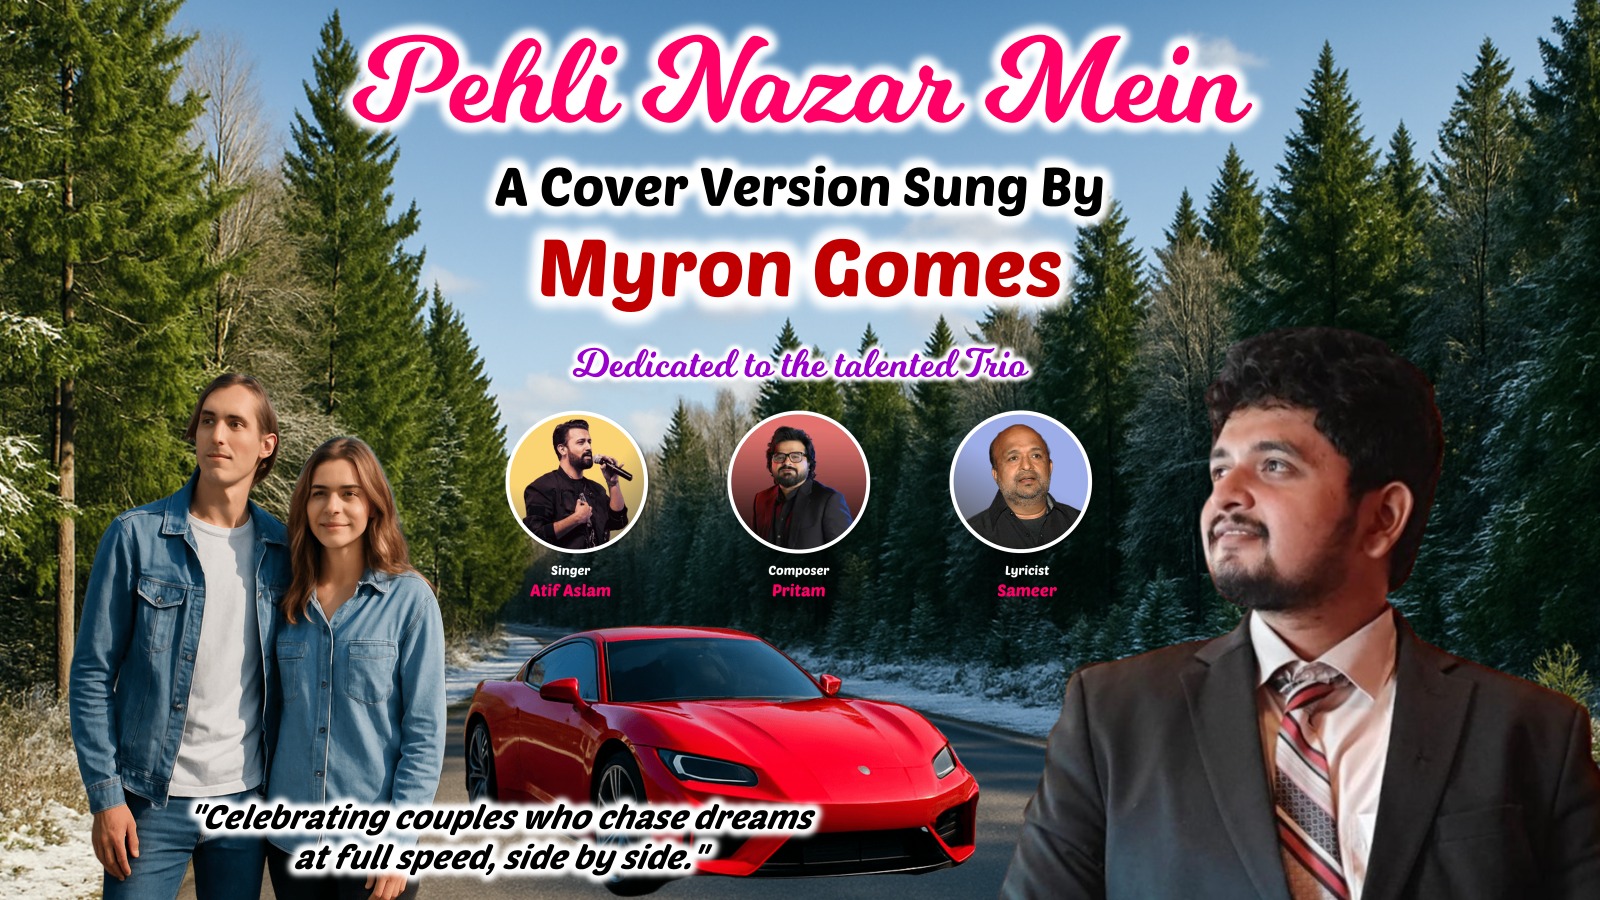 Pehli Nazar Mein
A Cover Version Sung By
Myron Gomes
Dedicated to the talented Trio
Singer
Atif Aslam
Composer
Pritam
Lyricist
Sameer
"Celebrating couples who chase dreams
at full speed, side by side."